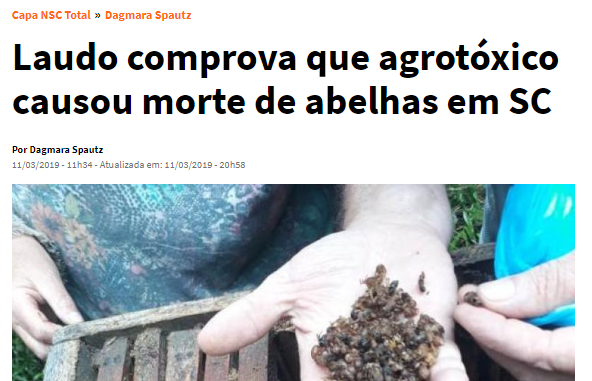 Capa NSC Total » Dagmara Spautz
Laudo comprova que agrotóxico
causou morte de abelhas em SC
Por Dagmara Spautz
11/03/2019 - 11h34 - Atualizada em: 11/03/2019 - 20h58